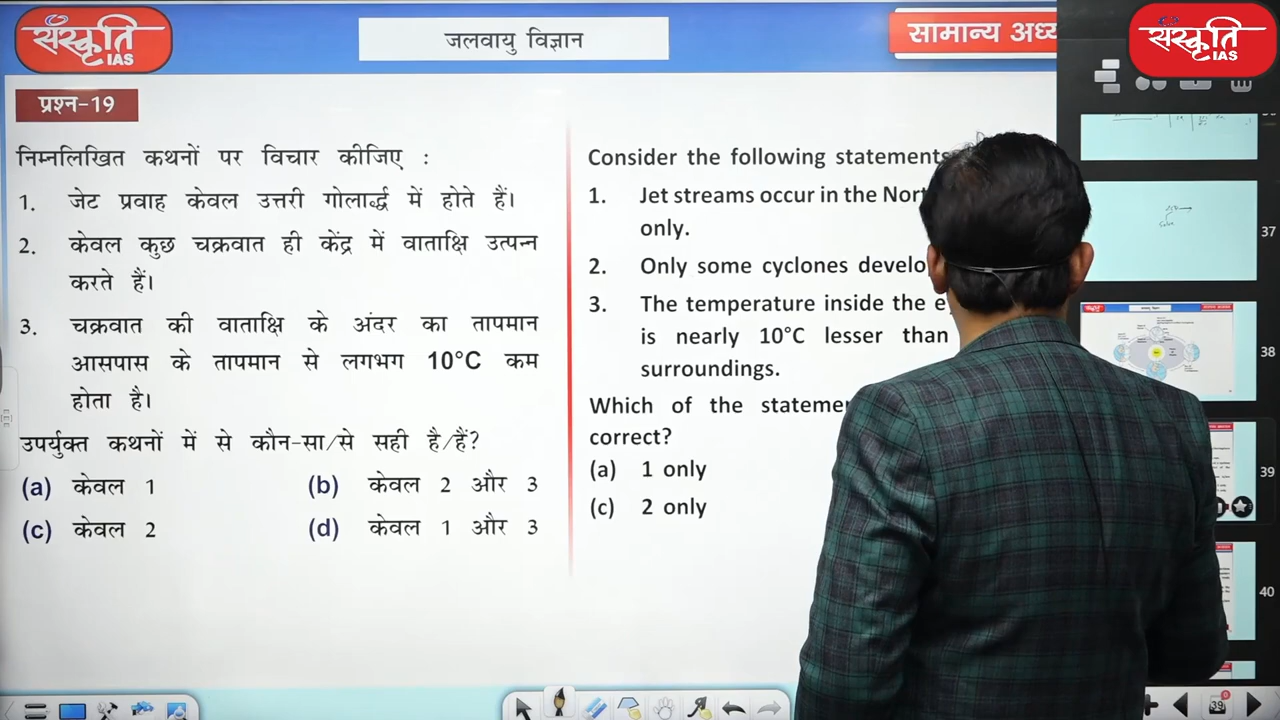 संस्कृति
IAS
जलवायु विज्ञान
सामान्य
संस्कृति
IAS
प्रश्न-19
निम्नलिखित कथनों पर विचार कीजिए :
1. जेट प्रवाह केवल उत्तरी गोलार्द्ध में होते हैं।
2. केवल कुछ चक्रवात ही केंद्र में वाताक्षि उत्पन्न
करते हैं।
3. चक्रवात की वाताक्षि के अंदर का तापमान
आसपास के तापमान से लगभग 10°C कम
होता है।
उपर्युक्त कथनों में से कौन-सा/से सही है/हैं?
(a) केवल 1
(b) केवल 2 और 3
(c) केवल 2
(d) केवल 1 और 3
Consider the following statements
1. Jet streams occur in the
only.
2. Only some cyclones
3. The temperature inside the
is nearly 10°C lesser than
surroundings.
Which of the
correct?
(a) 1 only
(c) 2 only
37
38
39
40
39